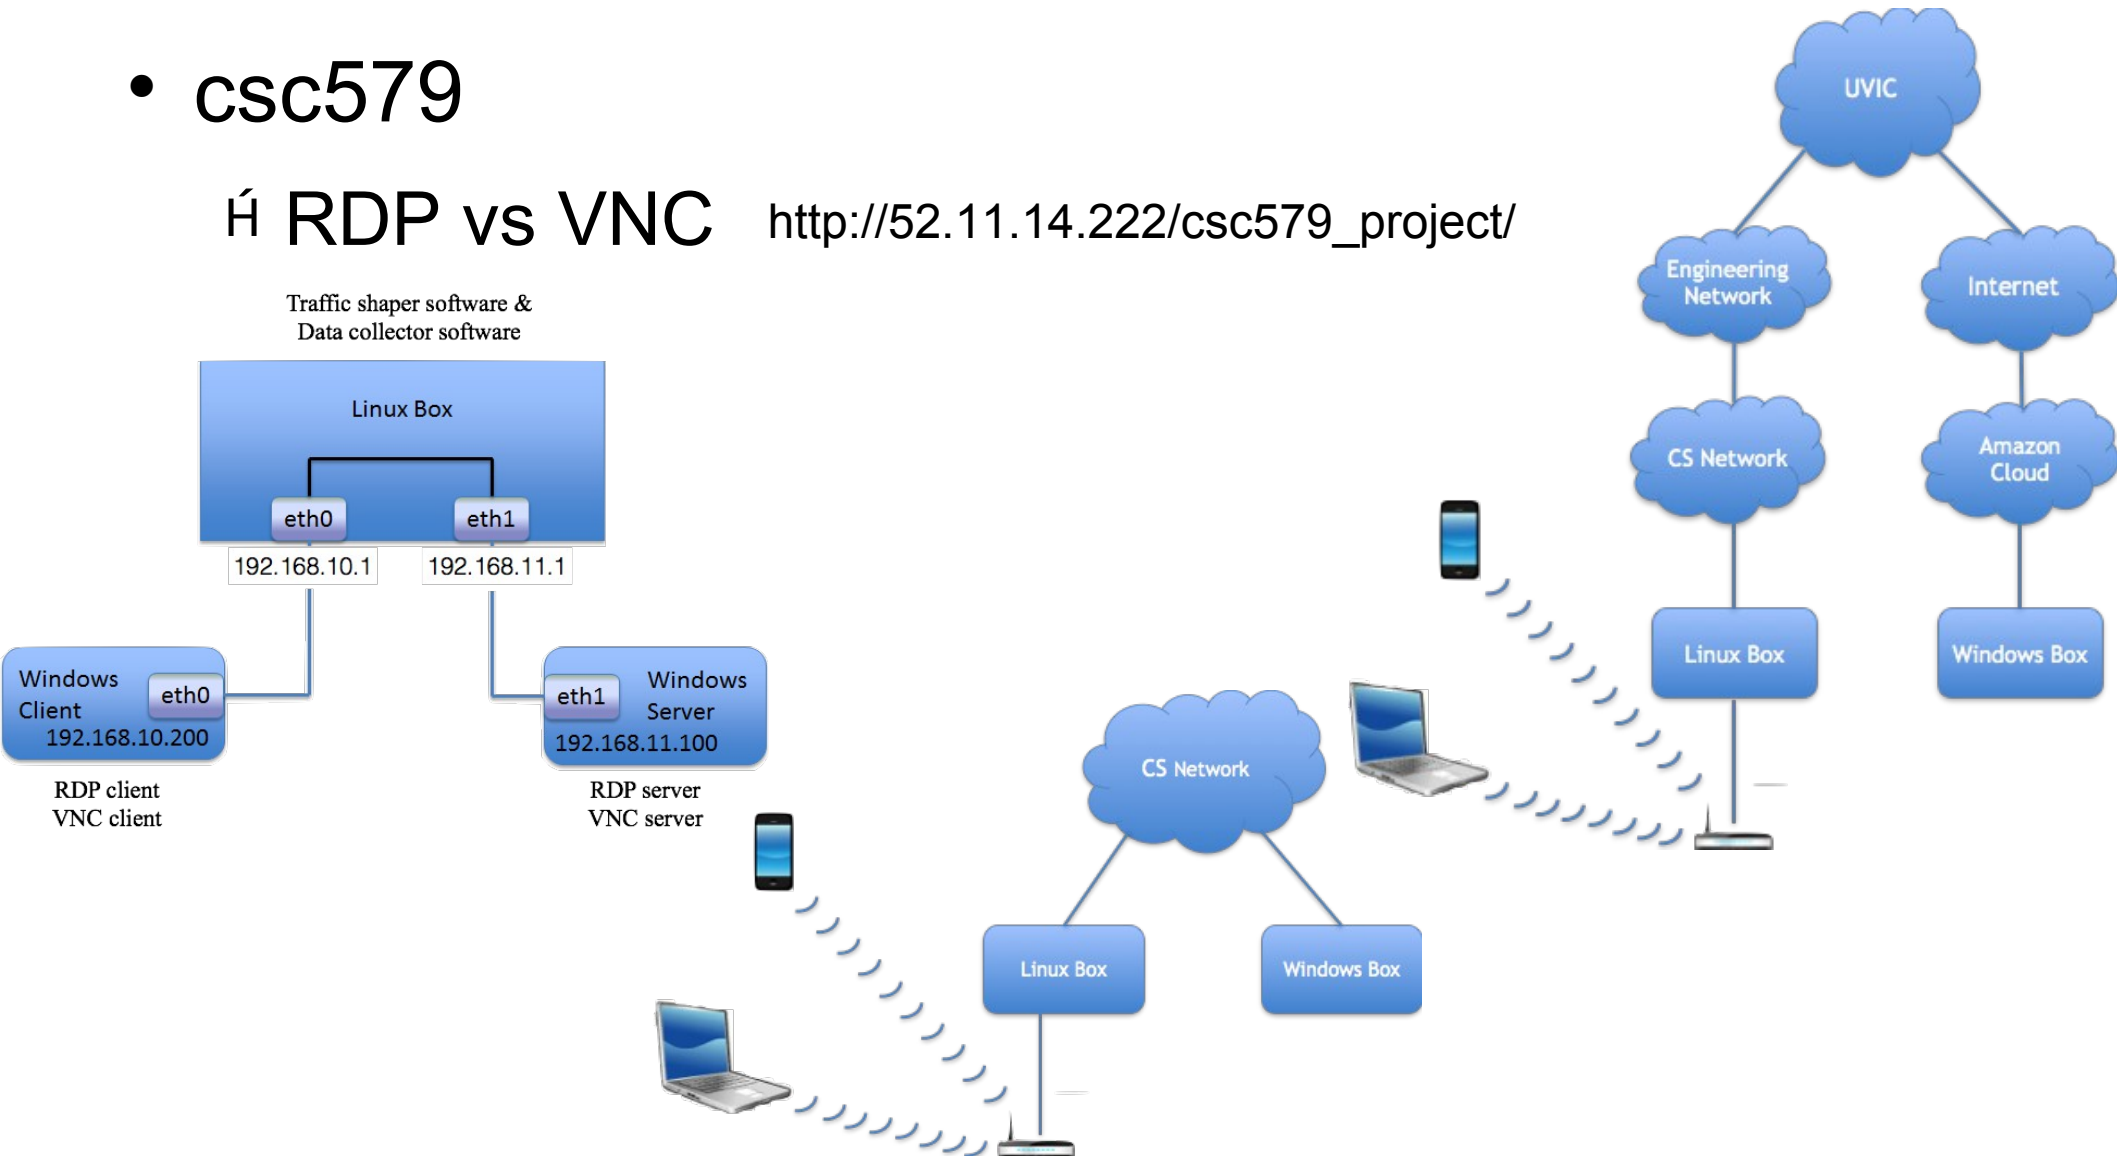 • csc579
Ḣ́ RDP vs VNC http://52.11.14.222/csc579_project/
Traffic shaper software &
Data collector software
Linux Box
eth0
eth1
192.168.10.1
192.168.11.1
Windows
Client
eth0
192.168.10.200
RDP client
VNC client
eth1
Windows
Server
192.168.11.100
RDP server
VNC server
CS Network
Linux Box
Windows Box
UVIC
Engineering
Network
Internet
CS Network
Amazon
Cloud
Linux Box
Windows Box